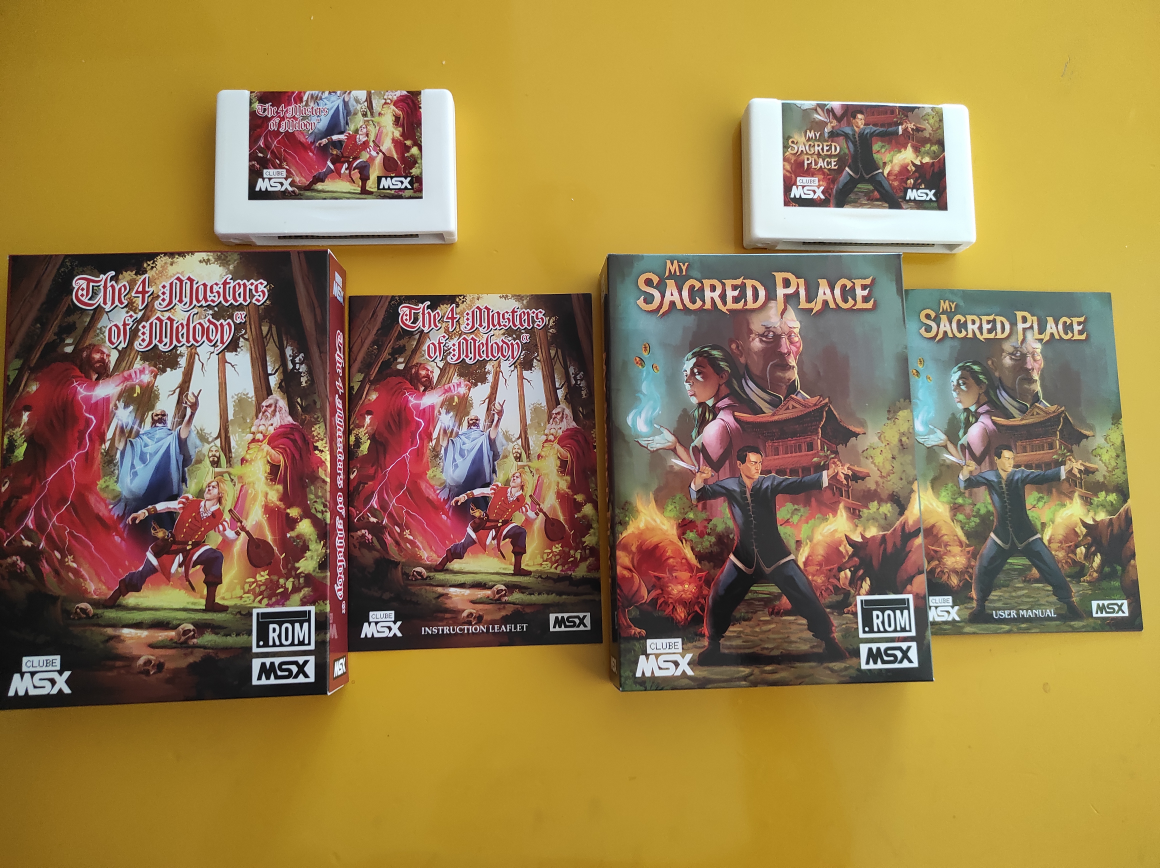 The 4 Masters
of Melody
CLUBE
MSX
MSX
MY
SACRED
PLACE
CLUBE
MSX
MSX
The 4 Masters
of Melody EX
.ROM
CLUBE
MSX
MSX
The 4 Masters of Melody
MSX
The 4 Masters
of Melody EX
CLUBE
MSX
INSTRUCTION LEAFLET
MSX
MY
SACRED PLACE
.ROM
CLUBE
MSX
MSX
MY
SACRED PLACE
CLUBE
MSX
USER MANUAL
MSX